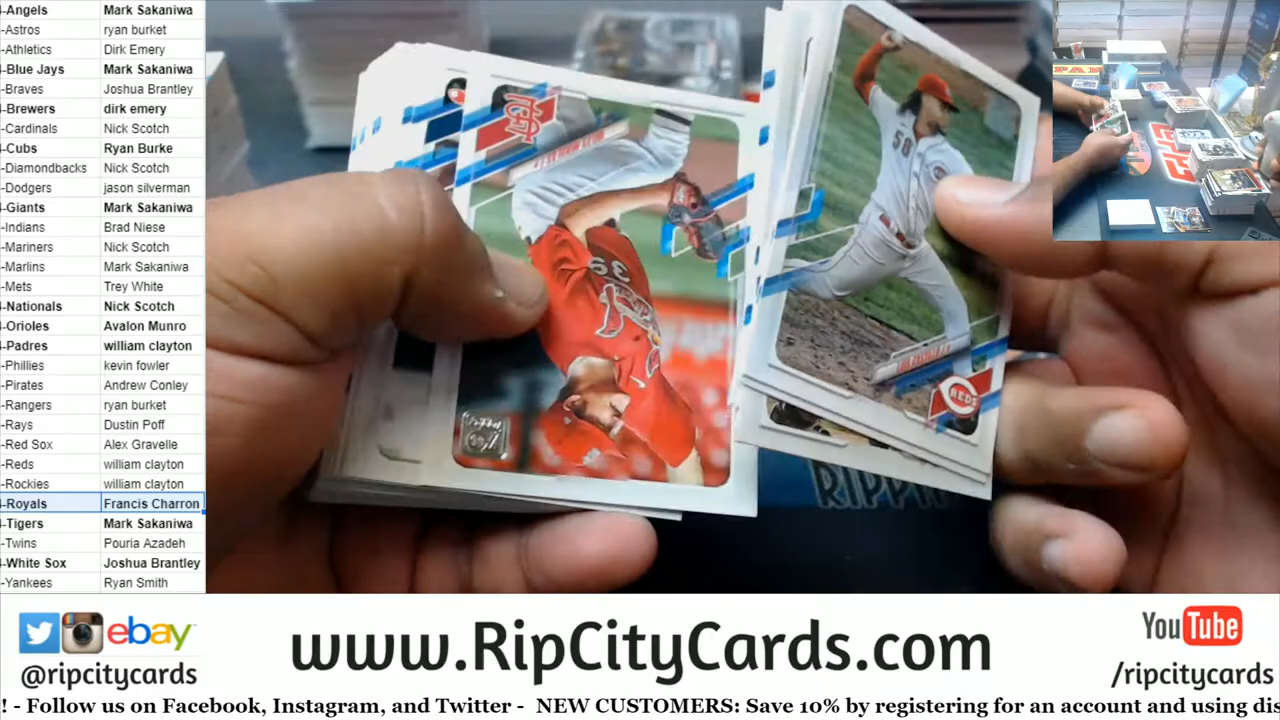 -Angels Mark Sakaniwa
-Astros ryan burket
-Athletics Dirk Emery
-Blue Jays Mark Sakaniwa
-Braves Joshua Brantley
-Brewers dirk emery
-Cardinals Nick Scotch
-Cubs Ryan Burke
-Diamondbacks Nick Scotch
-Dodgers jason silverman
-Giants Mark Sakaniwa
-Indians Brad Niese
-Mariners Nick Scotch
-Marlins Mark Sakaniwa
-Mets Trey White
-Nationals Nick Scotch
-Orioles Avalon Munro
-Padres william clayton
-Phillies kevin fowler
-Pirates Andrew Conley
-Rangers ryan burket
-Rays Dustin Poff
-Red Sox Alex Gravelle
-Reds william clayton
-Rockies william clayton
-Royals Francis Charron
-Tigers Mark Sakaniwa
-Twins Pouria Azadeh
-White Sox Joshua Brantley
-Yankees Ryan Smith
58
REDS
39
70
RIPPI
ebay
@ripcitycards
www.RipCityCards.com
YouTube
/ripcitycards
! - Follow us on Facebook, Instagram, and Twitter - NEW CUSTOMERS: Save 10% by registering for an account and using dis